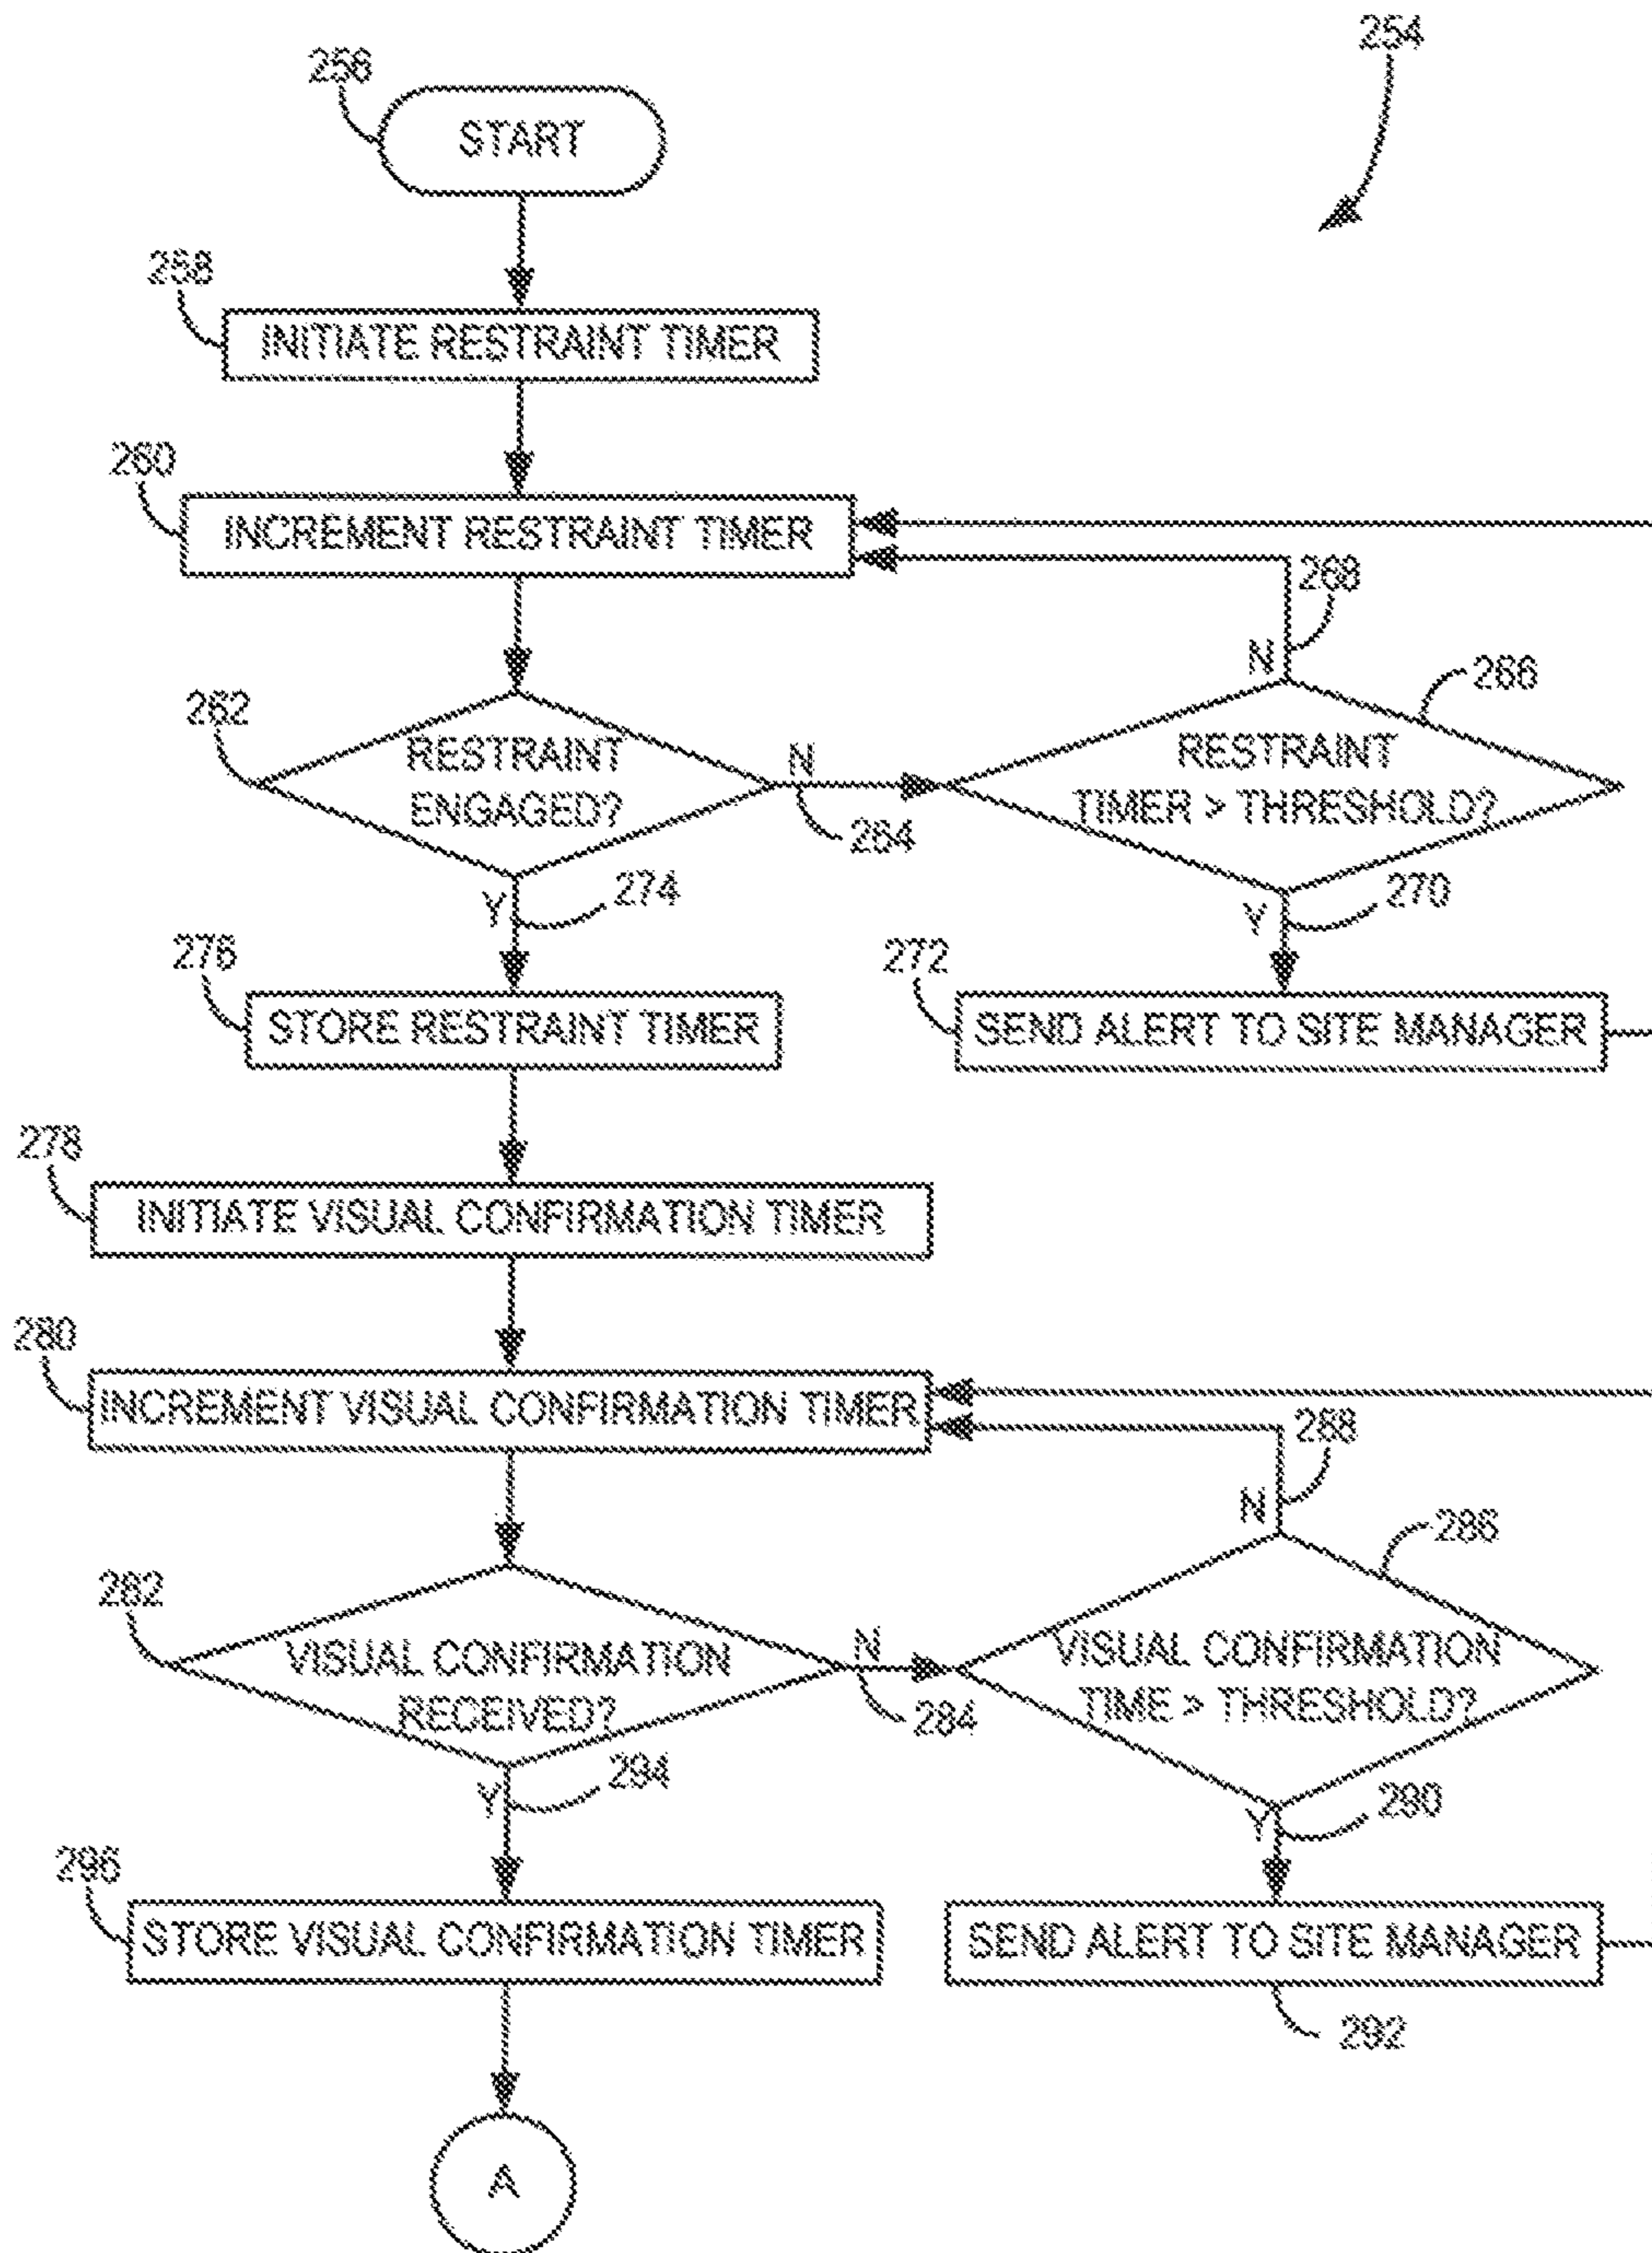 254
256
START
258
INITIATE RESTRAINT TIMER
260
INCREMENT RESTRAINT TIMER
268
N
266
262
RESTRAINT
ENGAGED?
N
264
RESTRAINT
TIMER > THRESHOLD?
Y
274
Y
270
276
STORE RESTRAINT TIMER
272
SEND ALERT TO SITE MANAGER
278
INITIATE VISUAL CONFIRMATION TIMER
280
INCREMENT VISUAL CONFIRMATION TIMER
288
N
286
282
VISUAL CONFIRMATION
RECEIVED?
N
284
VISUAL CONFIRMATION
TIME > THRESHOLD?
Y
294
Y
290
296
STORE VISUAL CONFIRMATION TIMER
SEND ALERT TO SITE MANAGER
292
A